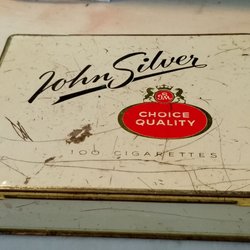 John Silver
CHOICE
QUALITY
100 CIGARETTES